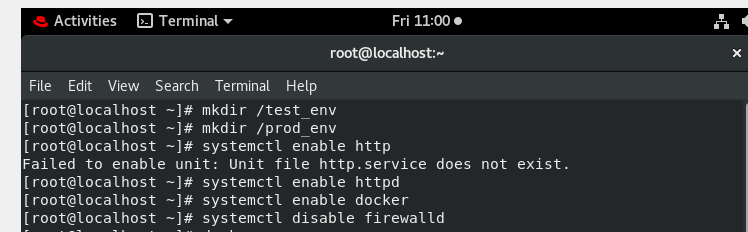 Activities Terminal Fri 11:00
root@localhost:~ ×
File Edit View Search Terminal Help
[root@localhost ~]# mkdir /test_env
[root@localhost ~]# mkdir /prod_env
[root@localhost ~]# systemctl enable http
Failed to enable unit: Unit file http.service does not exist.
[root@localhost ~]# systemctl enable httpd
[root@localhost ~]# systemctl enable docker
[root@localhost ~]# systemctl disable firewalld